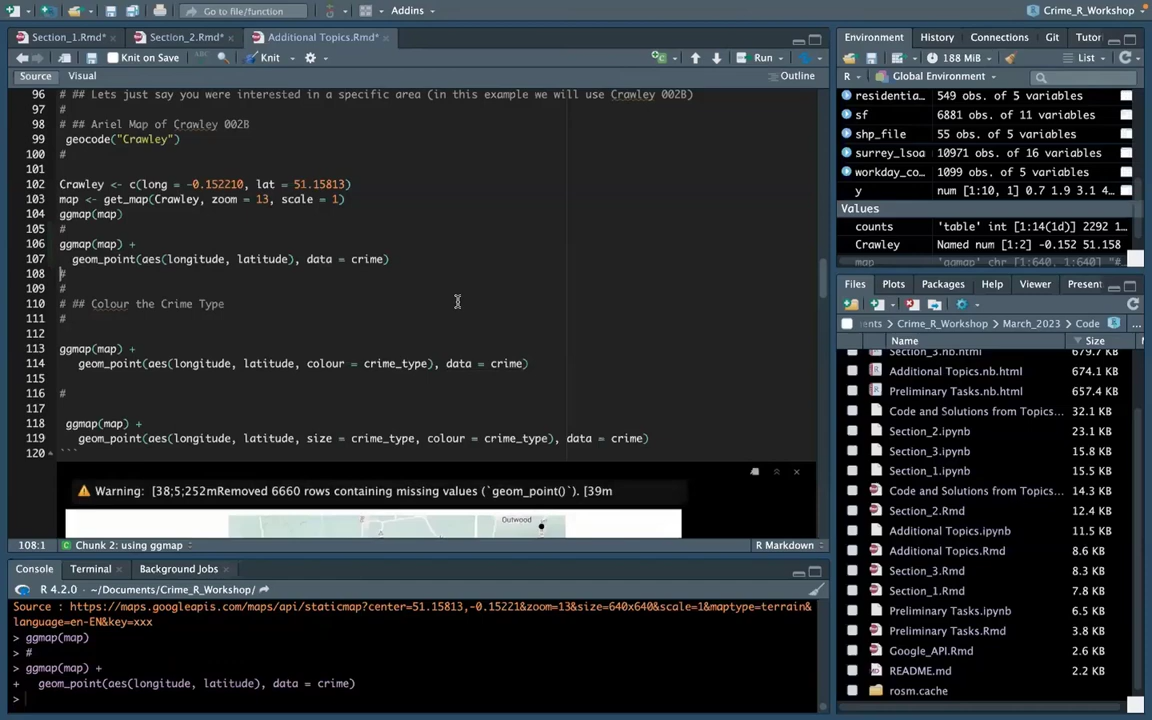 Go to file/function
Addins
Crime_R_Workshop
Section_1.Rmd*
Section_2.Rmd*
Additional Topics.Rmd*
Knit on Save
Knit
Run
Source
Visual
Outline
96 # ## Lets just say you were interested in a specific area (in this example we will use Crawley 002B)
97 #
98 # ## Ariel Map of Crawley 002B
99 geocode("Crawley")
100 #
101
102 Crawley <- c(long = -0.152210, lat = 51.15813)
103 map <- get_map(Crawley, zoom = 13, scale = 1)
104 ggmap(map)
105 #
106 ggmap(map) +
107 geom_point(aes(longitude, latitude), data = crime)
108 #
109 #
110 # ## Colour the Crime Type
111 #
112
113 ggmap(map) +
114 geom_point(aes(longitude, latitude, colour = crime_type), data = crime)
115
116 #
117
118 ggmap(map) +
119 geom_point(aes(longitude, latitude, size = crime_type, colour = crime_type), data = crime)
120 ```
Warning: [38;5;252mRemoved 6660 rows containing missing values (`geom_point()`). [39m
Outwood
108:1 Chunk 2: using ggmap R Markdown
Console Terminal Background Jobs
R 4.2.0 · ~/Documents/Crime_R_Workshop/
Source : https://maps.googleapis.com/maps/api/staticmap?center=51.15813,-0.15221&zoom=13&size=640x640&scale=1&maptype=terrain&
language=en-EN&key=xxx
> ggmap(map)
> #
> ggmap(map) +
+ geom_point(aes(longitude, latitude), data = crime)
>
Environment History Connections Git Tutor
188 MiB List
R Global Environment
residentia… 549 obs. of 5 variables
sf 6881 obs. of 11 variables
shp_file 55 obs. of 5 variables
surrey_lsoa 10971 obs. of 16 variables
workday_co… 1099 obs. of 5 variables
y num [1:10, 1] 0.7 1.9 3.1 4…
Values
counts 'table' int [1:14(1d)] 2292 1…
Crawley Named num [1:2] -0.152 51.158
map 'ggmap' chr [1:640, 1:640] "#…
Files Plots Packages Help Viewer Present
ents Crime_R_Workshop March_2023 Code …
Name Size
Section_3.nb.html 679.7 KB
Additional Topics.nb.html 674.1 KB
Preliminary Tasks.nb.html 657.4 KB
Code and Solutions from Topics… 32.1 KB
Section_2.ipynb 23.1 KB
Section_3.ipynb 15.8 KB
Section_1.ipynb 15.5 KB
Code and Solutions from Topics… 14.3 KB
Section_2.Rmd 12.4 KB
Additional Topics.ipynb 11.5 KB
Additional Topics.Rmd 8.6 KB
Section_3.Rmd 8.3 KB
Section_1.Rmd 7.8 KB
Preliminary Tasks.ipynb 6.5 KB
Preliminary Tasks.Rmd 3.8 KB
Google_API.Rmd 2.6 KB
README.md 2.2 KB
rosm.cache